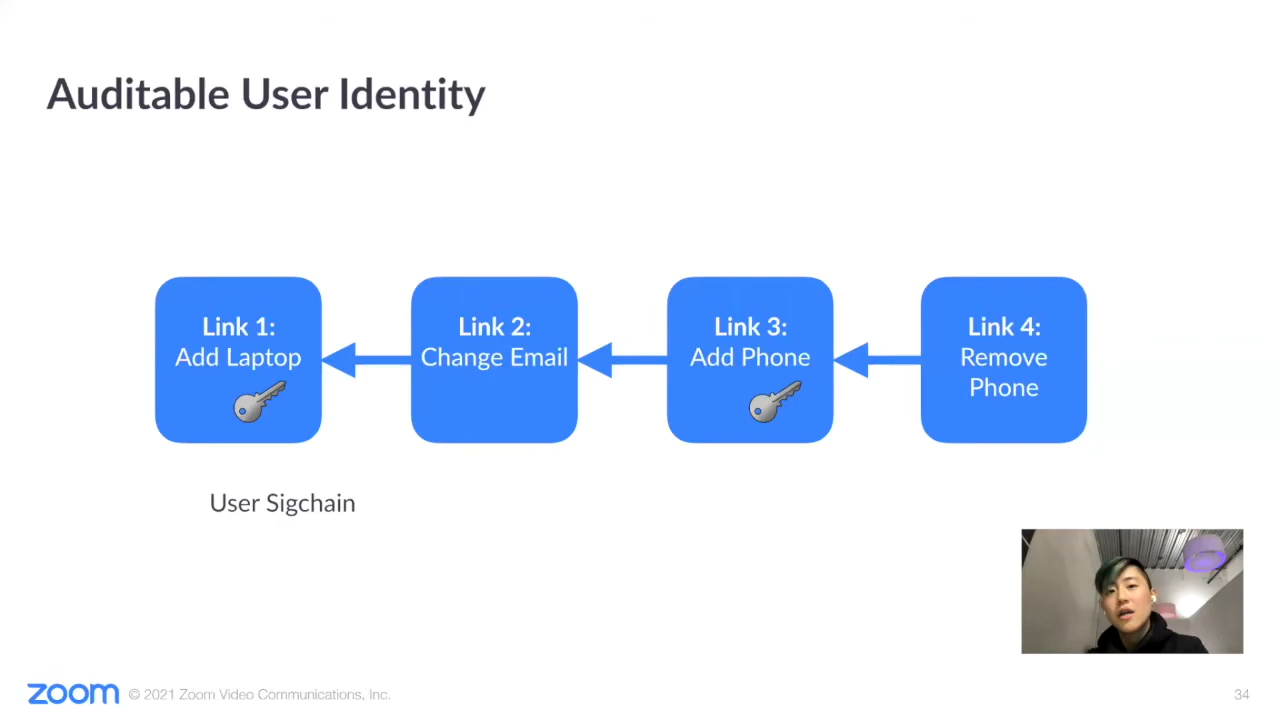 Auditable User Identity
Link 1:
Add Laptop
Link 2:
Change Email
Link 3:
Add Phone
Link 4:
Remove
Phone
User Sigchain
zoom © 2021 Zoom Video Communications, Inc.
34